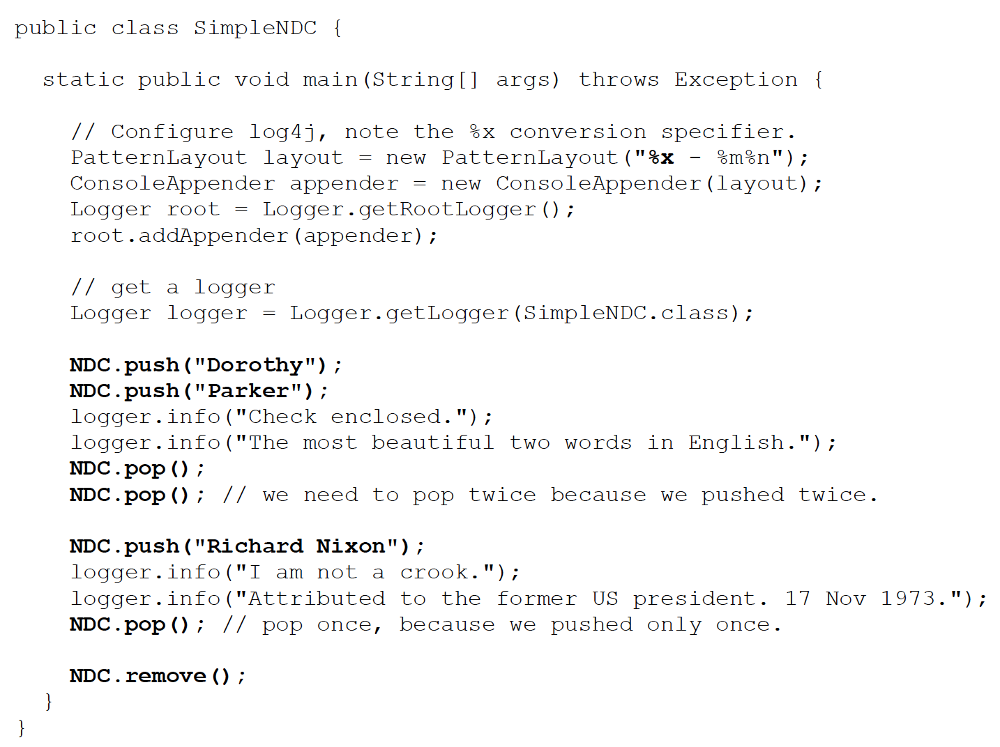 public class SimpleNDC {
static public void main(String[] args) throws Exception {
// Configure log4j, note the %x conversion specifier.
PatternLayout layout = new PatternLayout("%x - %m%n");
ConsoleAppender appender = new ConsoleAppender(layout);
Logger root = Logger.getRootLogger();
root.addAppender(appender);
// get a logger
Logger logger = Logger.getLogger(SimpleNDC.class);
NDC.push("Dorothy");
NDC.push("Parker");
logger.info("Check enclosed.");
logger.info("The most beautiful two words in English.");
NDC.pop();
NDC.pop(); // we need to pop twice because we pushed twice.
NDC.push("Richard Nixon");
logger.info("I am not a crook.");
logger.info("Attributed to the former US president. 17 Nov 1973.");
NDC.pop(); // pop once, because we pushed only once.
NDC.remove();
}
}